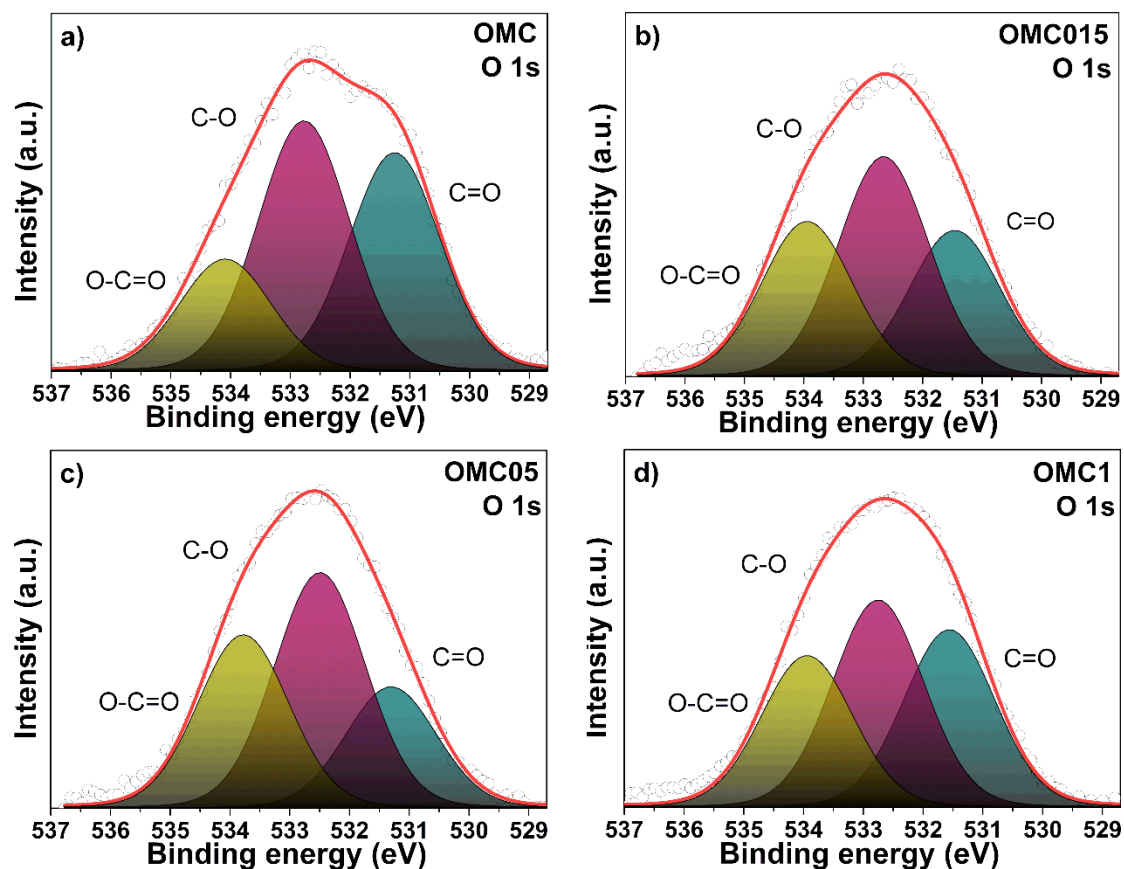 a)
OMC
O 1s
C-O
C=O
O-C=O
Intensity (a.u.)
537 536 535 534 533 532 531 530 529
Binding energy (eV)
b)
OMC015
O 1s
C-O
C=O
O-C=O
Intensity (a.u.)
537 536 535 534 533 532 531 530 529
Binding energy (eV)
c)
OMC05
O 1s
C-O
C=O
O-C=O
Intensity (a.u.)
537 536 535 534 533 532 531 530 529
Binding energy (eV)
d)
OMC1
O 1s
C-O
C=O
O-C=O
Intensity (a.u.)
537 536 535 534 533 532 531 530 529
Binding energy (eV)